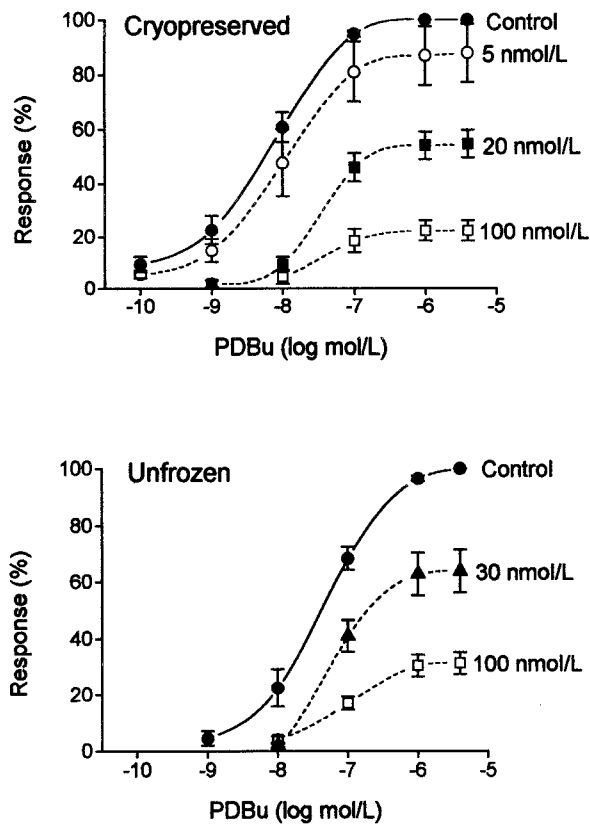 Cryopreserved
Response (%)
100
80
60
40
20
0
Control
5 nmol/L
20 nmol/L
100 nmol/L
-10 -9 -8 -7 -6 -5
PDBu (log mol/L)
Unfrozen
Response (%)
100
80
60
40
20
0
Control
30 nmol/L
100 nmol/L
-10 -9 -8 -7 -6 -5
PDBu (log mol/L)